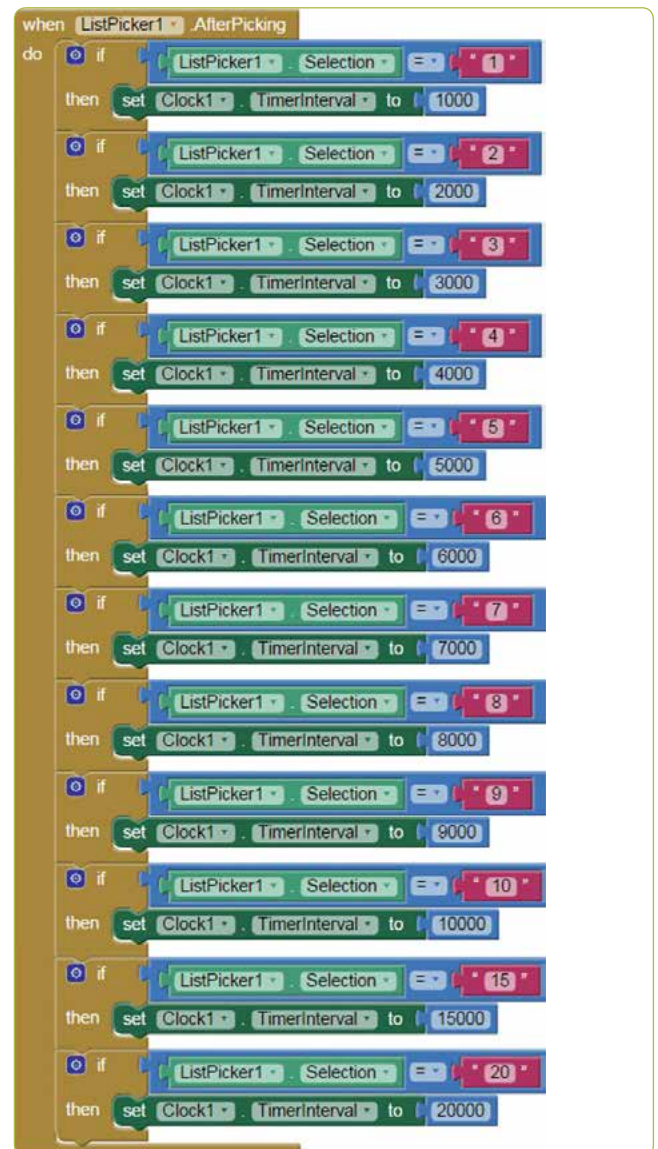 when ListPicker1 .AfterPicking
do if ListPicker1 . Selection = " 1 "
then set Clock1 . TimerInterval to 1000
if ListPicker1 . Selection = " 2 "
then set Clock1 . TimerInterval to 2000
if ListPicker1 . Selection = " 3 "
then set Clock1 . TimerInterval to 3000
if ListPicker1 . Selection = " 4 "
then set Clock1 . TimerInterval to 4000
if ListPicker1 . Selection = " 5 "
then set Clock1 . TimerInterval to 5000
if ListPicker1 . Selection = " 6 "
then set Clock1 . TimerInterval to 6000
if ListPicker1 . Selection = " 7 "
then set Clock1 . TimerInterval to 7000
if ListPicker1 . Selection = " 8 "
then set Clock1 . TimerInterval to 8000
if ListPicker1 . Selection = " 9 "
then set Clock1 . TimerInterval to 9000
if ListPicker1 . Selection = " 10 "
then set Clock1 . TimerInterval to 10000
if ListPicker1 . Selection = " 15 "
then set Clock1 . TimerInterval to 15000
if ListPicker1 . Selection = " 20 "
then set Clock1 . TimerInterval to 20000